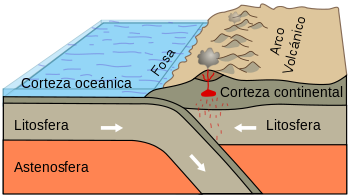 Fosa
Arco
Volcánico
Corteza oceánica
Corteza continental
Litosfera
Litosfera
Astenosfera